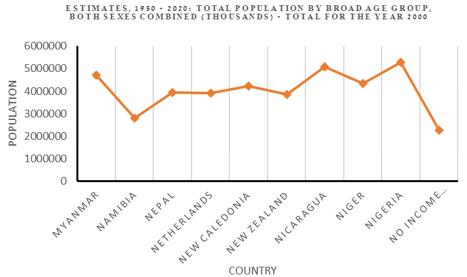 ESTIMATES, 1950 - 2020: TOTAL POPULATION BY BROAD AGE GROUP,
BOTH SEXES COMBINED (THOUSANDS) - TOTAL FOR THE YEAR 2000
6000000
5000000
4000000
3000000
2000000
1000000
0
POPULATION
MYANMAR
NAMIBIA
NEPAL
NETHERLANDS
NEW CALEDONIA
NEW ZEALAND
NICARAGUA
NIGER
NIGERIA
NO INCOME...
COUNTRY